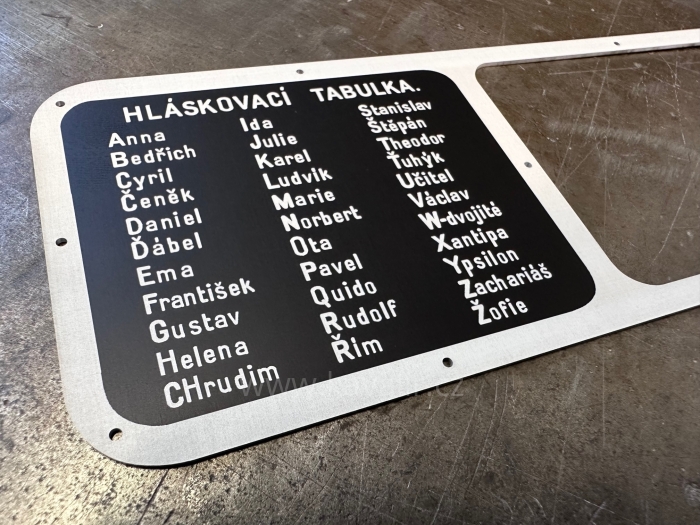 HLÁSKOVACÍ TABULKA.
Anna
Bedřich
Cyril
Čeněk
Daniel
Ďábel
Ema
František
Gustav
Helena
CHrudim
Ida
Julie
Karel
Ludvik
Marie
Norbert
Ota
Pavel
Quido
Rudolf
Řim
Stanislav
Štěpán
Theodor
Ťuhýk
Učitel
Václav
W-dvojité
Xantipa
Ypsilon
Zachariáš
Žofie